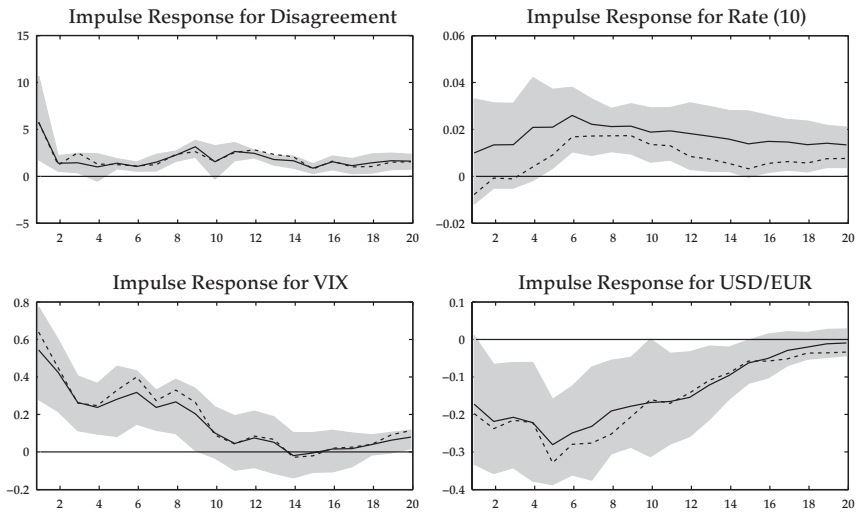 Impulse Response for Disagreement
15
10
5
0
−5
2 4 6 8 10 12 14 16 18 20
Impulse Response for Rate (10)
0.06
0.04
0.02
0
−0.02
2 4 6 8 10 12 14 16 18 20
Impulse Response for VIX
0.8
0.6
0.4
0.2
0
−0.2
2 4 6 8 10 12 14 16 18 20
Impulse Response for USD/EUR
0.1
0
−0.1
−0.2
−0.3
−0.4
2 4 6 8 10 12 14 16 18 20